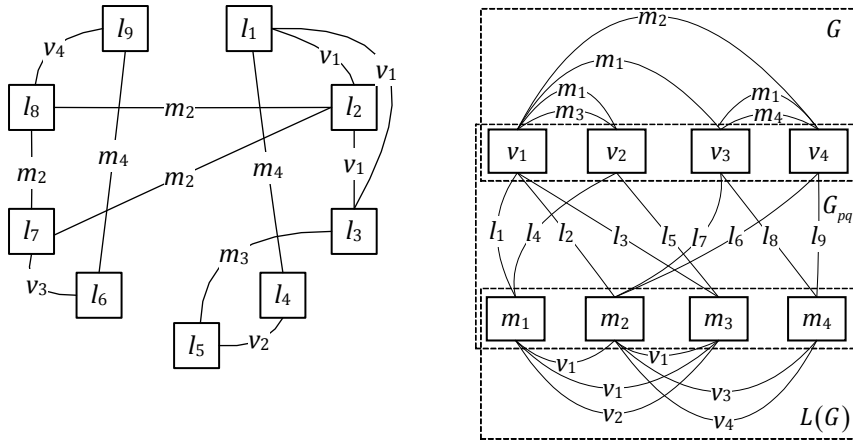 l₉
l₁
v₄
v₁
v₁
l₈
m₂
l₂
m₂
m₄
m₄
v₁
m₂
l₇
m₃
l₃
v₃
l₆
l₄
l₅
v₂
m₂
G
m₁
m₁
m₁
m₃
m₄
v₁
v₂
v₃
v₄
G_pq
l₁
l₄
l₂
l₃
l₅
l₇
l₆
l₈
l₉
m₁
m₂
m₃
m₄
v₁
v₁
v₁
v₃
v₂
v₄
L(G)